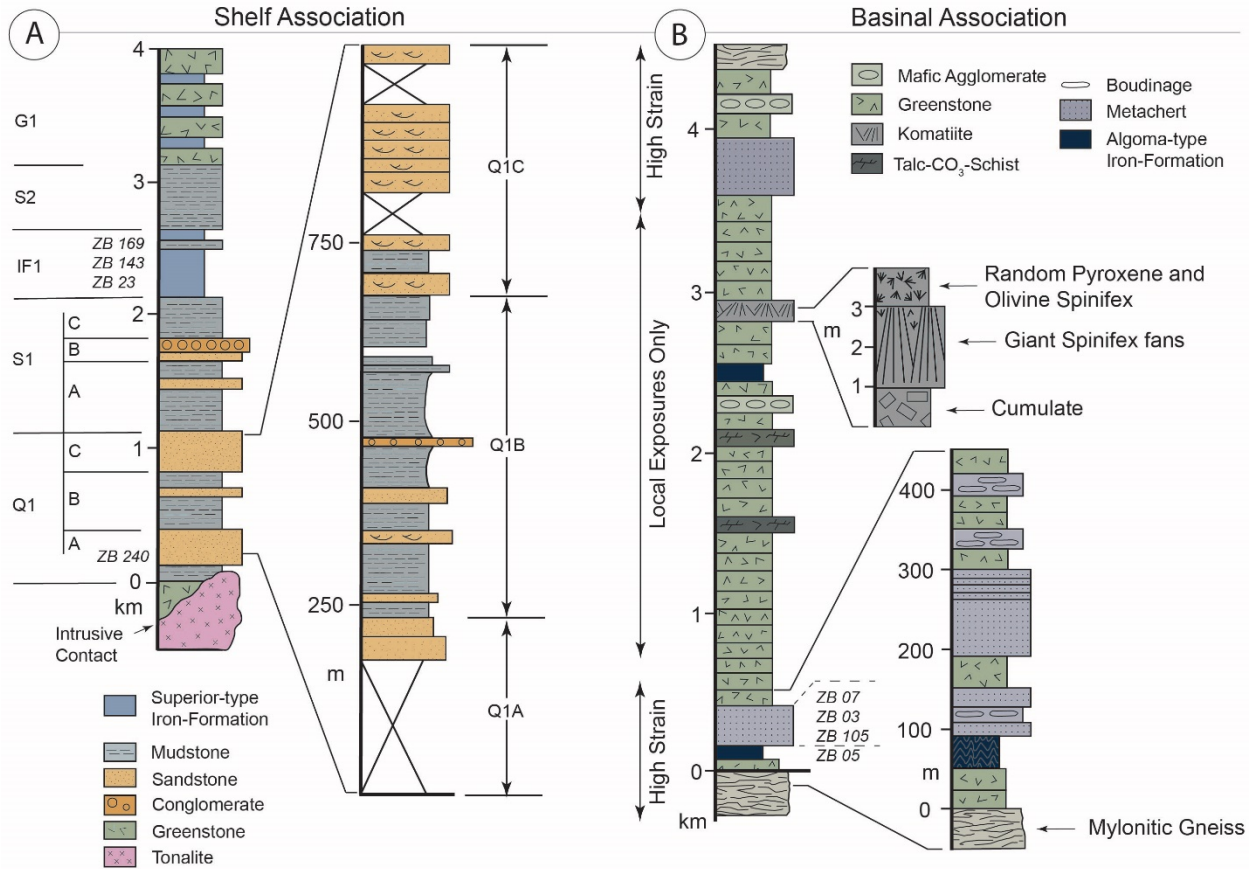 A
Shelf Association
4
G1
3
S2
IF1
ZB 169
ZB 143
ZB 23
2
S1
C
B
A
1
Q1
C
B
A
ZB 240
0
km
Intrusive
Contact
Superior-type
Iron-Formation
Mudstone
Sandstone
Conglomerate
Greenstone
Tonalite
750
500
250
m
Q1C
Q1B
Q1A
B
Basinal Association
High Strain
Local Exposures Only
High Strain
4
3
2
1
0
km
ZB 07
ZB 03
ZB 105
ZB 05
Mafic Agglomerate
Greenstone
Komatiite
Talc-CO₃-Schist
Boudinage
Metachert
Algoma-type
Iron-Formation
3
m
2
1
Random Pyroxene and
Olivine Spinifex
Giant Spinifex fans
Cumulate
400
300
200
100
m
0
Mylonitic Gneiss